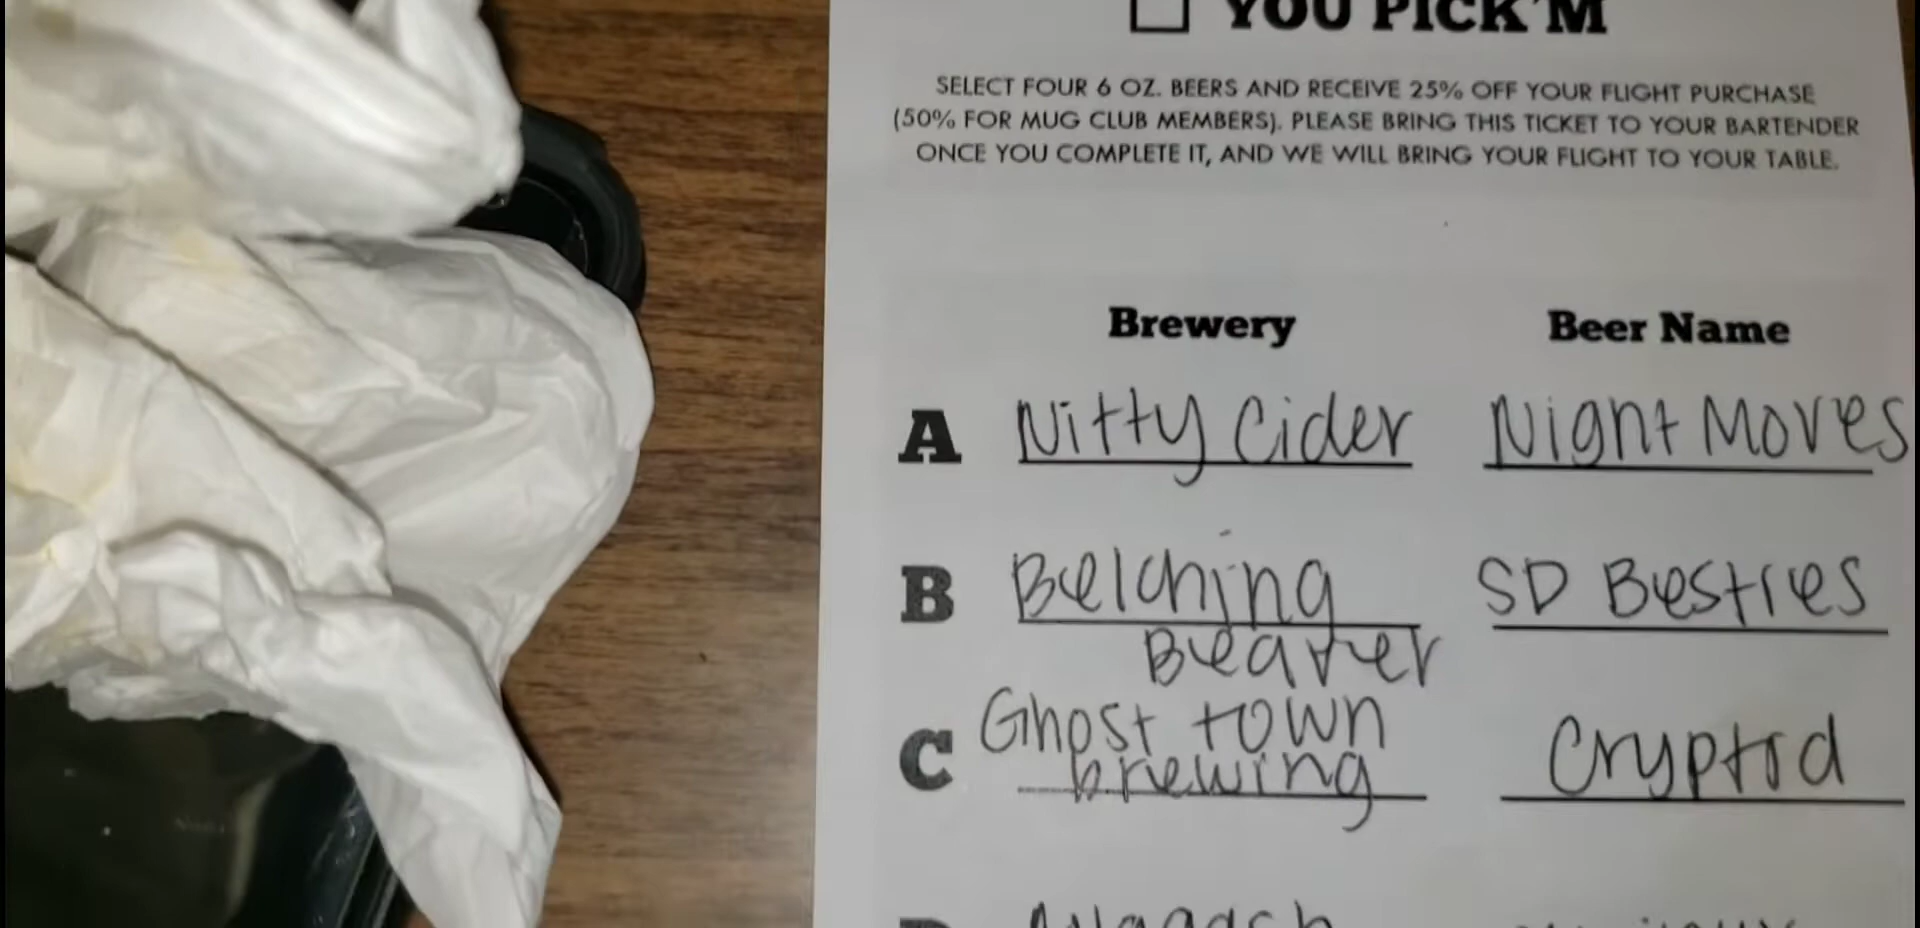 YOU PICK'M
SELECT FOUR 6 OZ. BEERS AND RECEIVE 25% OFF YOUR FLIGHT PURCHASE
(50% FOR MUG CLUB MEMBERS). PLEASE BRING THIS TICKET TO YOUR BARTENDER
ONCE YOU COMPLETE IT, AND WE WILL BRING YOUR FLIGHT TO YOUR TABLE.
Brewery Beer Name
A Nitty Cider Night Moves
B Belching SD Besties
Beaver
C Ghost town Cryptid
brewing
D Allagash